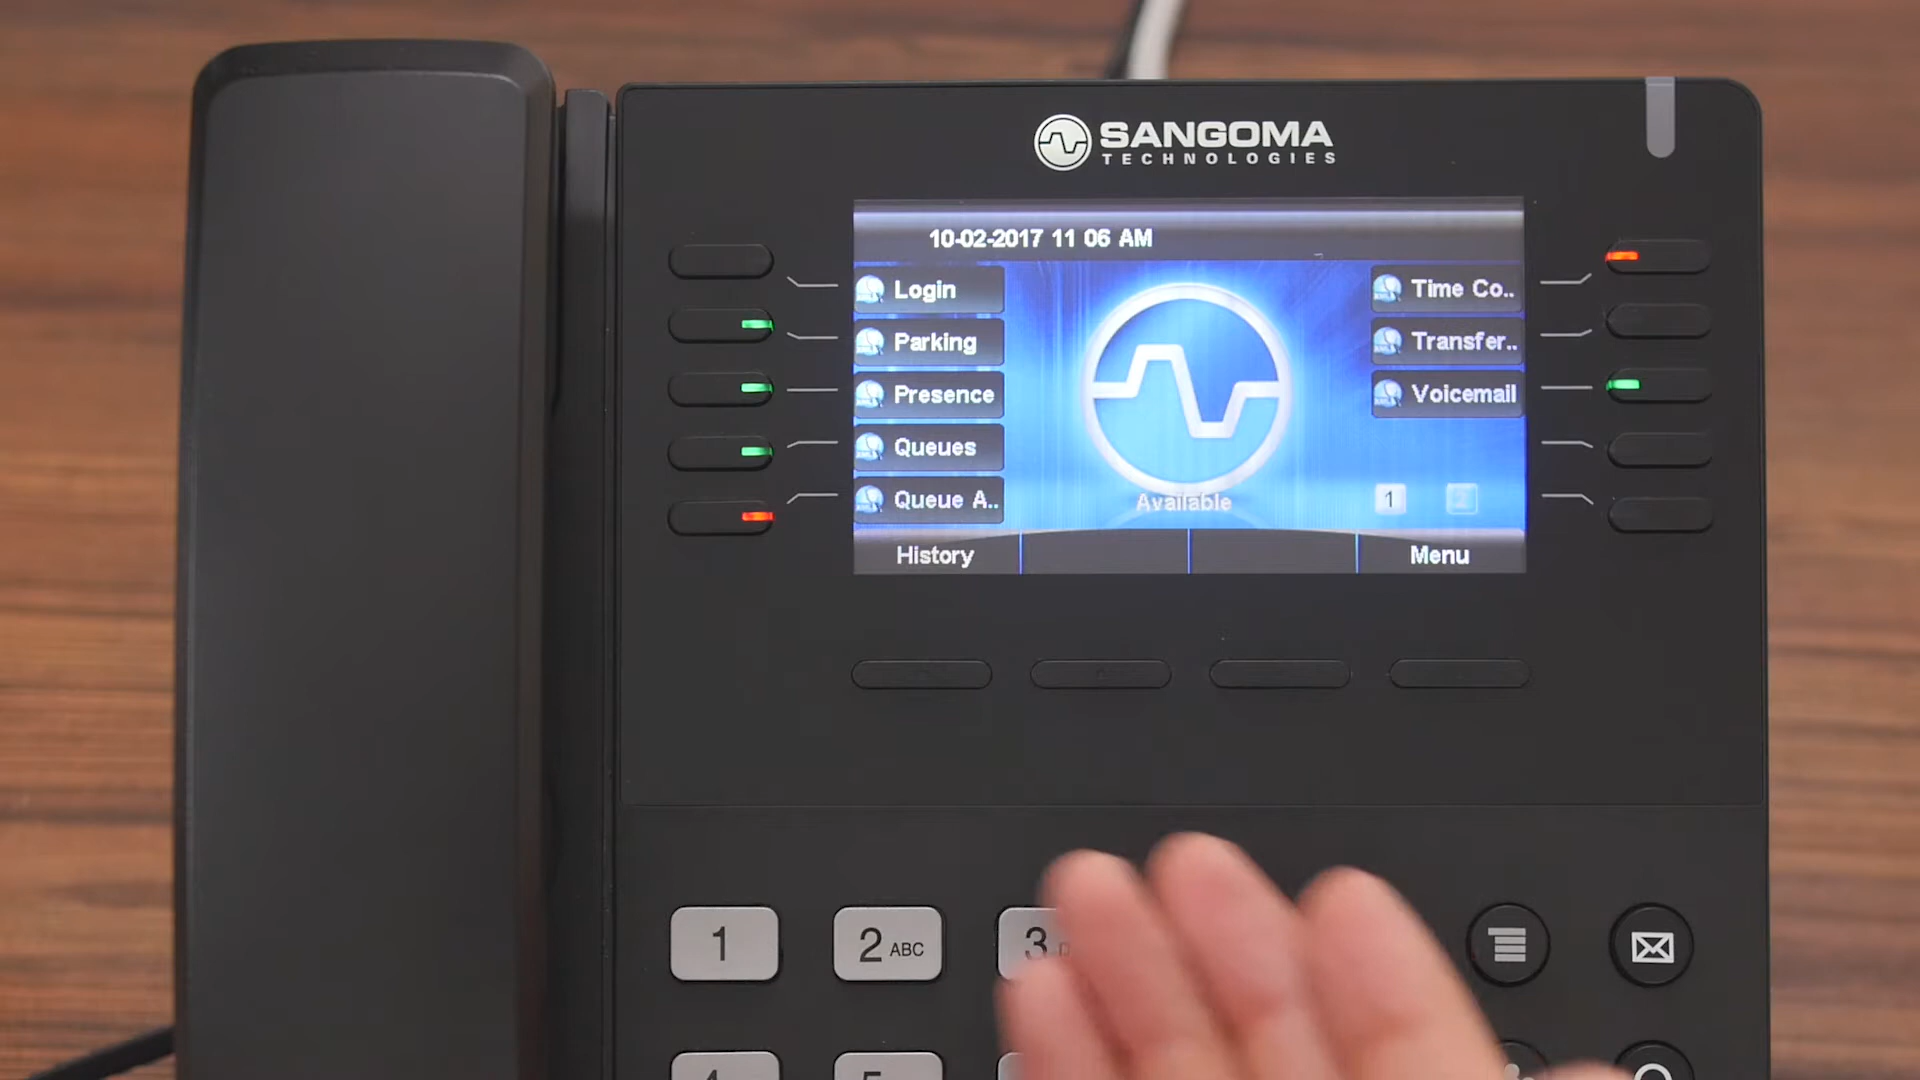 SANGOMA
TECHNOLOGIES
10-02-2017 11 06 AM
Login
Time Co..
Parking
Transfer..
Presence
Voicemail
Queues
Queue A..
Available
1
2
History
Menu
1
2 ABC
3